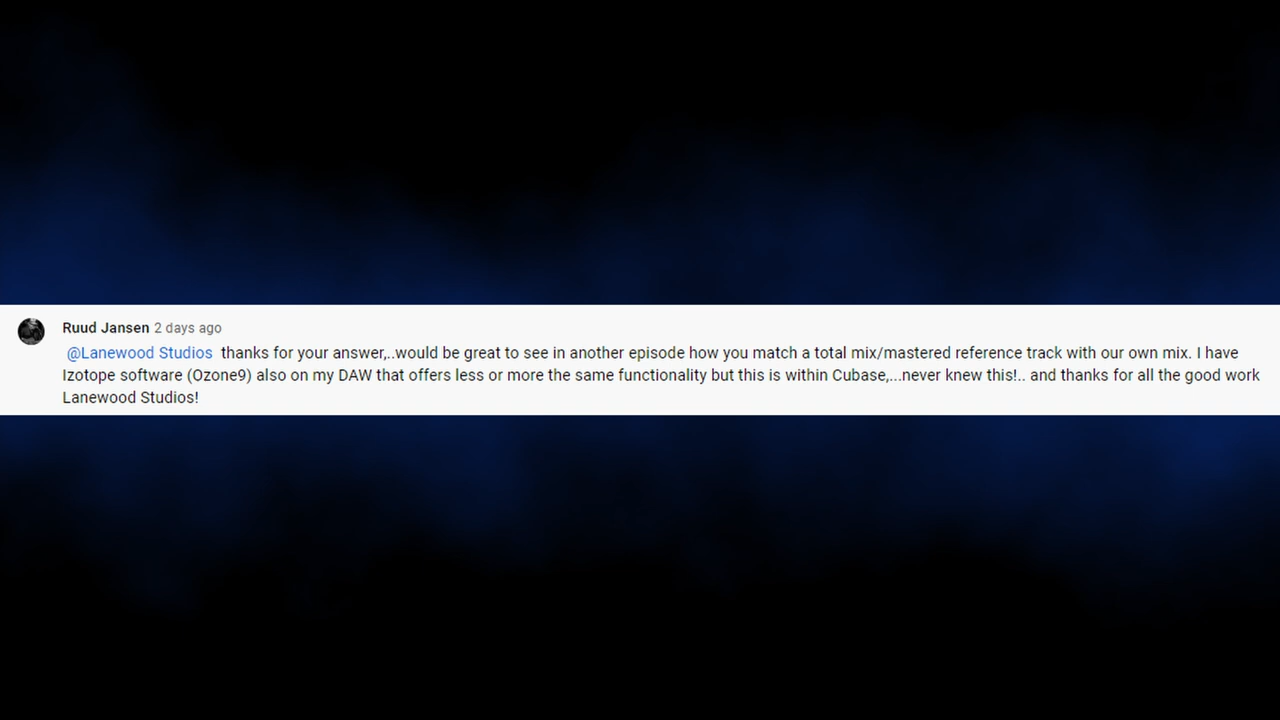 Ruud Jansen 2 days ago
@Lanewood Studios thanks for your answer,..would be great to see in another episode how you match a total mix/mastered reference track with our own mix. I have
Izotope software (Ozone9) also on my DAW that offers less or more the same functionality but this is within Cubase,...never knew this!.. and thanks for all the good work
Lanewood Studios!